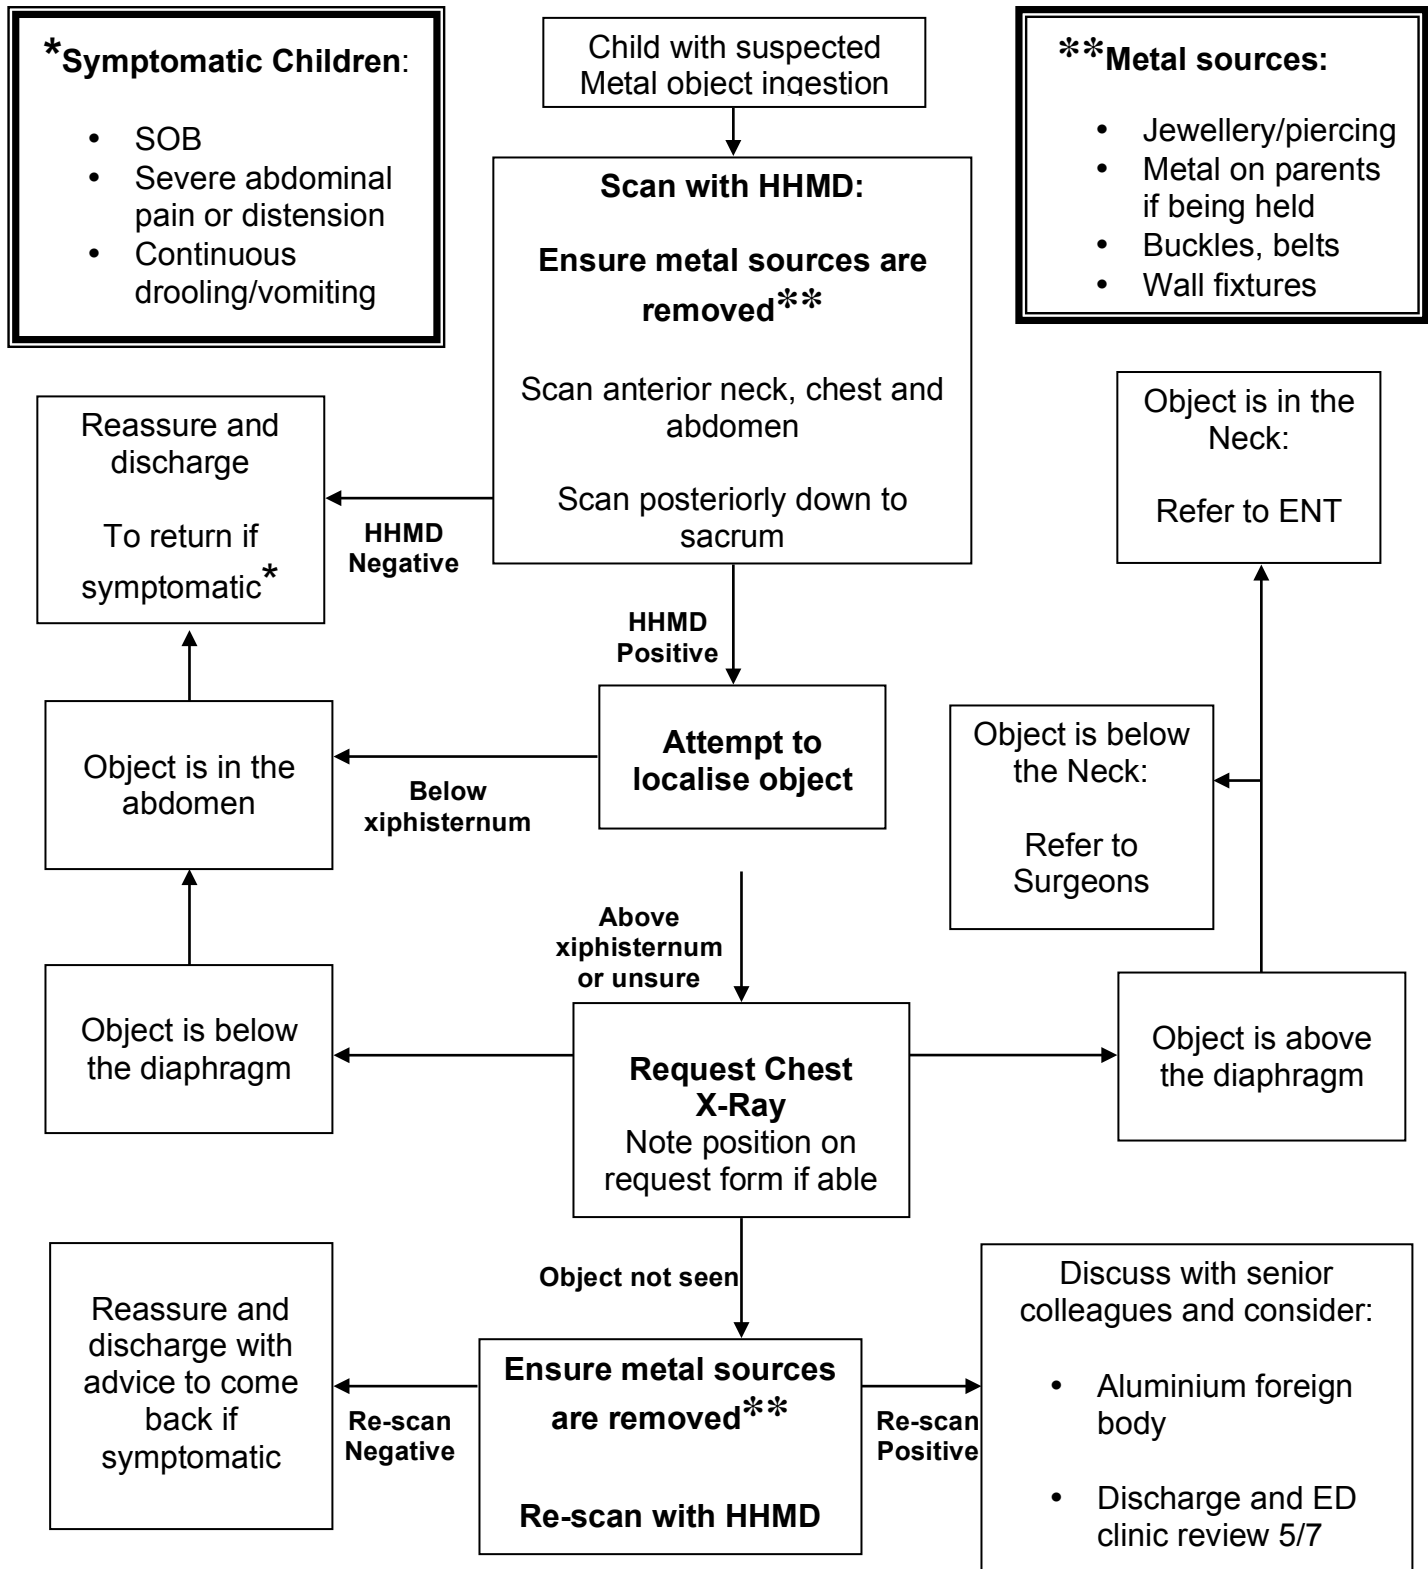 *Symptomatic Children:
• SOB
• Severe abdominal
pain or distension
• Continuous
drooling/vomiting
Child with suspected
Metal object ingestion
**Metal sources:
• Jewellery/piercing
• Metal on parents
if being held
• Buckles, belts
• Wall fixtures
Scan with HHMD:
Ensure metal sources are
removed**
Scan anterior neck, chest and
abdomen
Scan posteriorly down to
sacrum
Reassure and
discharge
To return if
symptomatic*
HHMD
Negative
Object is in the
Neck:
Refer to ENT
HHMD
Positive
Attempt to
localise object
Below
xiphisternum
Object is in the
abdomen
Object is below
the Neck:
Refer to
Surgeons
Above
xiphisternum
or unsure
Object is below
the diaphragm
Request Chest
X-Ray
Note position on
request form if able
Object is above
the diaphragm
Object not seen
Reassure and
discharge with
advice to come
back if
symptomatic
Re-scan
Negative
Ensure metal sources
are removed**
Re-scan with HHMD
Re-scan
Positive
Discuss with senior
colleagues and consider:
• Aluminium foreign
body
• Discharge and ED
clinic review 5/7